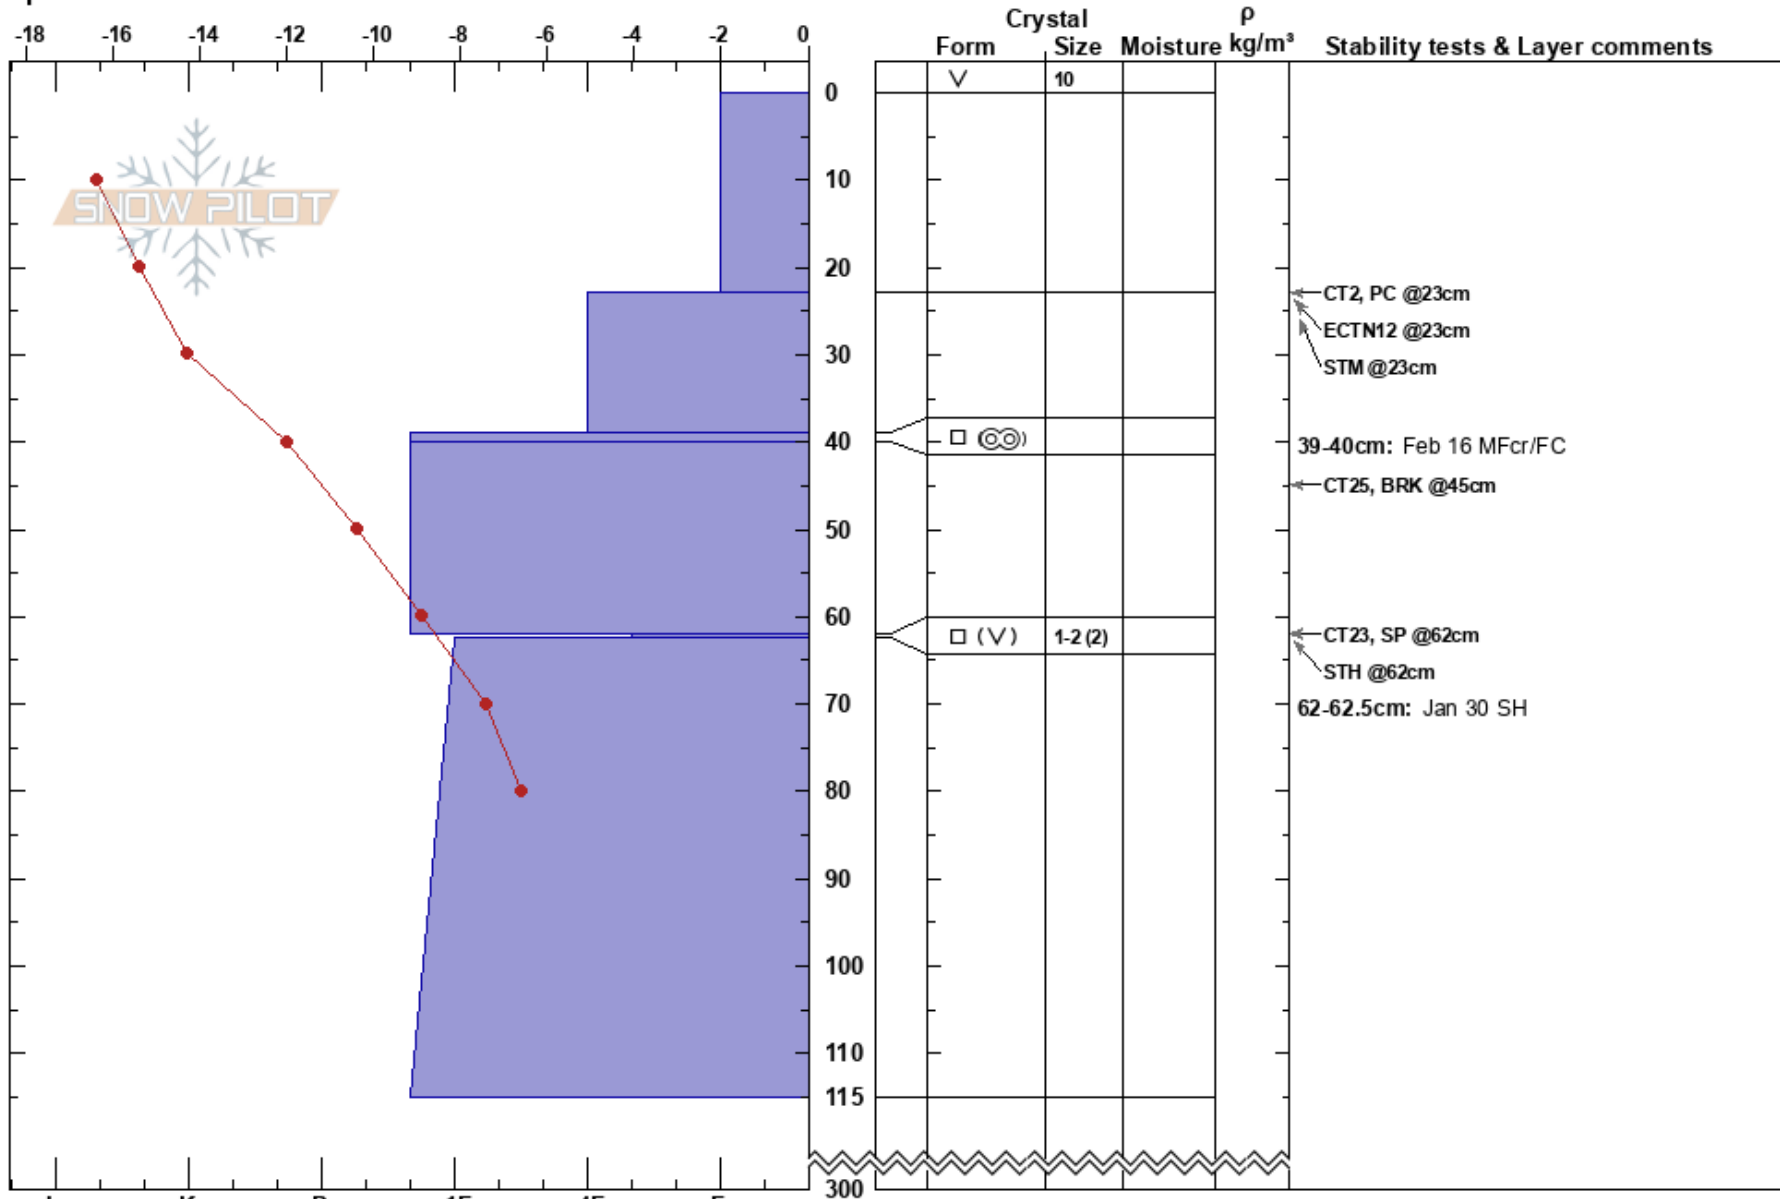 Crystal ρ
-18 -16 -14 -12 -10 -8 -6 -4 -2 0
Form Size Moisture kg/m³ Stability tests & Layer comments
10
0
SNOW PILOT
10
20
CT2, PC @23cm
ECTN12 @23cm
30
STM @23cm
40
39-40cm: Feb 16 MFcr/FC
CT25, BRK @45cm
50
60
1-2 (2)
CT23, SP @62cm
STH @62cm
70
62-62.5cm: Jan 30 SH
80
90
100
110
115
300